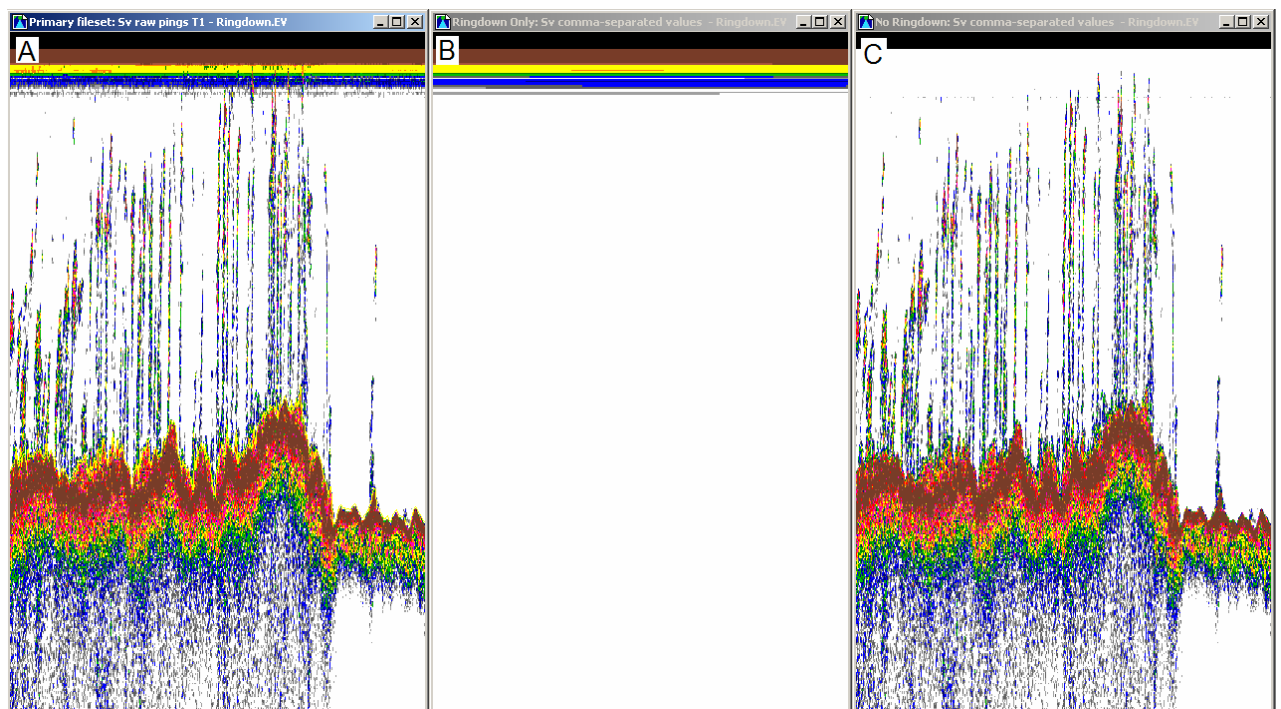 Primary fileset: Sv raw pings T1 - Ringdown.EV
Ringdown Only: Sv comma-separated values - Ringdown.EV
No Ringdown: Sv comma-separated values - Ringdown.EV
A
B
C